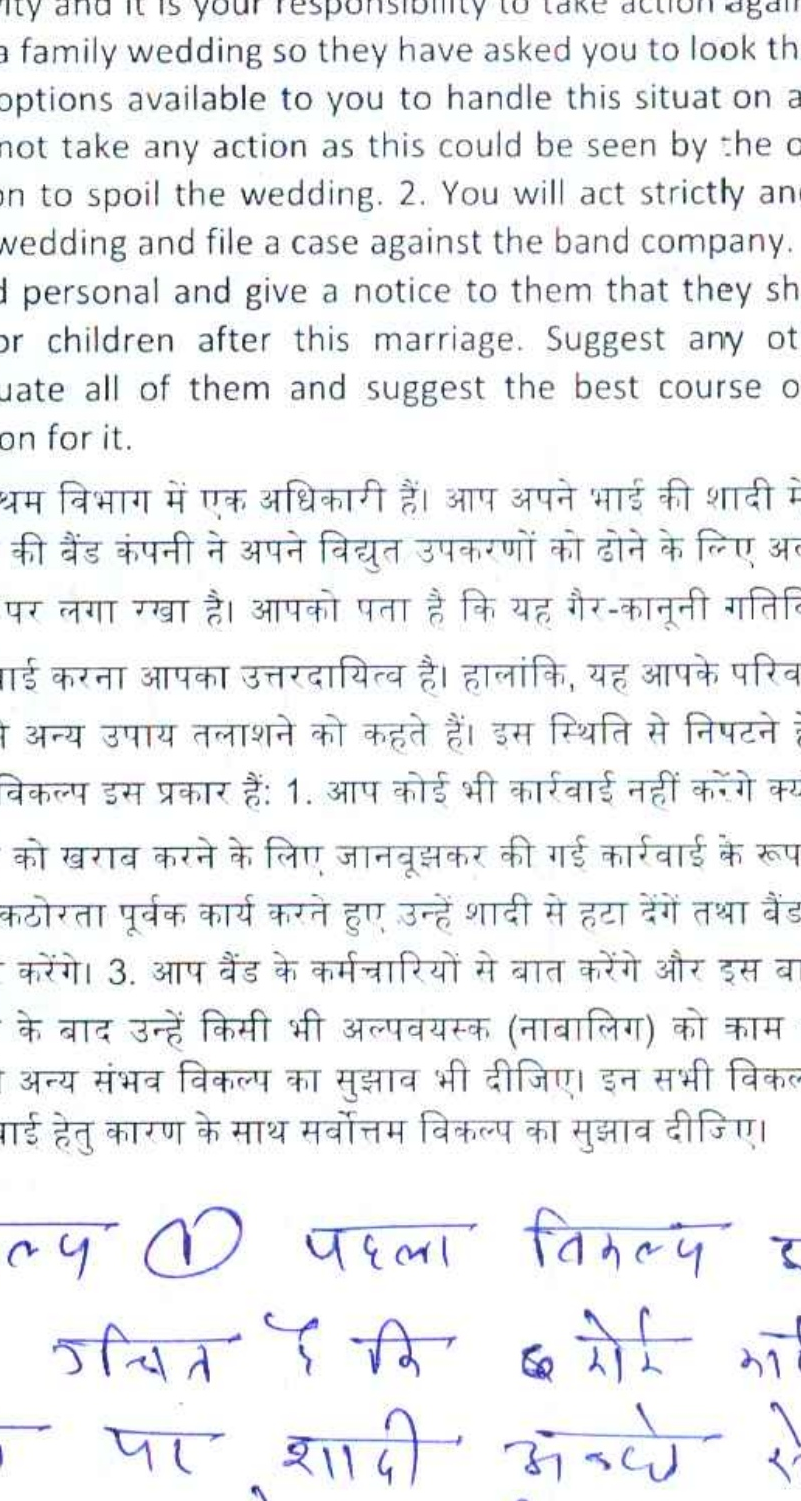 ity and it is your responsibility to take action again
a family wedding so they have asked you to look th
options available to you to handle this situat on a
not take any action as this could be seen by the o
on to spoil the wedding. 2. You will act strictly and
wedding and file a case against the band company.
d personal and give a notice to them that they sh
or children after this marriage. Suggest any ot
uate all of them and suggest the best course o
on for it.
श्रम विभाग में एक अधिकारी हैं। आप अपने भाई की शादी में
की बैंड कंपनी ने अपने विद्युत उपकरणों को ढोने के लिए अल
पर लगा रखा है। आपको पता है कि यह गैर-कानूनी गतिवि
वाई करना आपका उत्तरदायित्व है। हालांकि, यह आपके परिव
अन्य उपाय तलाशने को कहते हैं। इस स्थिति से निपटने हे
विकल्प इस प्रकार हैं: 1. आप कोई भी कार्रवाई नहीं करेंगे क्य
को खराब करने के लिए जानबूझकर की गई कार्रवाई के रूप
कठोरता पूर्वक कार्य करते हुए उन्हें शादी से हटा देंगें तथा बैंड
करेंगे। 3. आप बैंड के कर्मचारियों से बात करेंगे और इस बा
के बाद उन्हें किसी भी अल्पवयस्क (नाबालिग) को काम
अन्य संभव विकल्प का सुझाव भी दीजिए। इन सभी विकल
वाई हेतु कारण के साथ सर्वोत्तम विकल्प का सुझाव दीजिए।
ल्प 1 पहला विकल्प
उचित है कि कोई
पर शादी अच्छे से